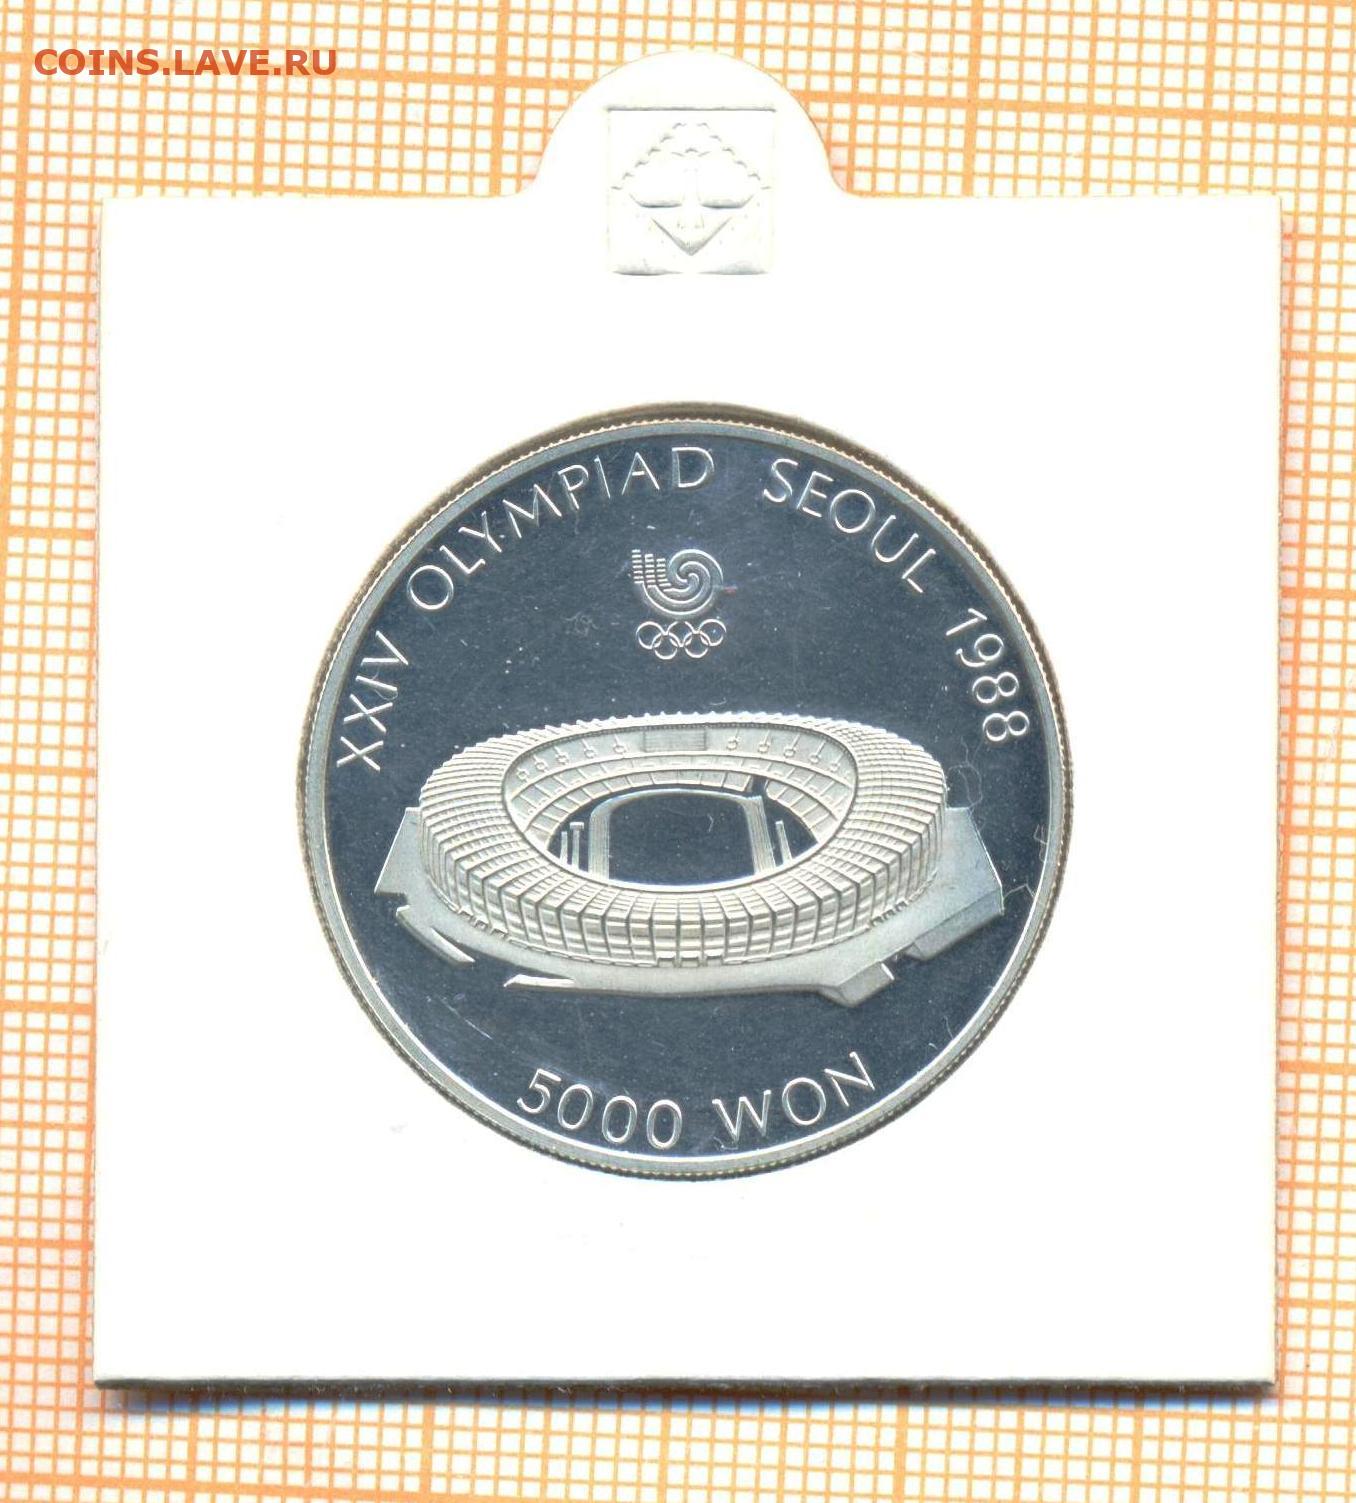 COINS.LAVE.RU
XXIV OLYMPIAD SEOUL 1988
5000 WON